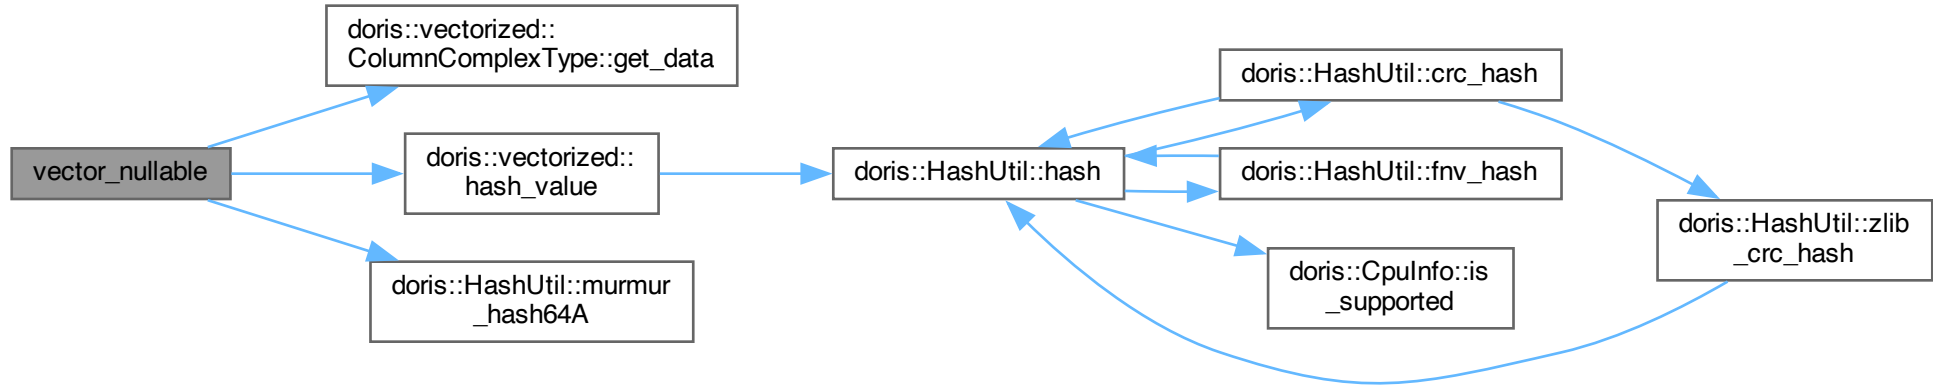 vector_nullable
doris::vectorized::
ColumnComplexType::get_data
doris::vectorized::
hash_value
doris::HashUtil::murmur
_hash64A
doris::HashUtil::hash
doris::HashUtil::crc_hash
doris::HashUtil::fnv_hash
doris::CpuInfo::is
_supported
doris::HashUtil::zlib
_crc_hash